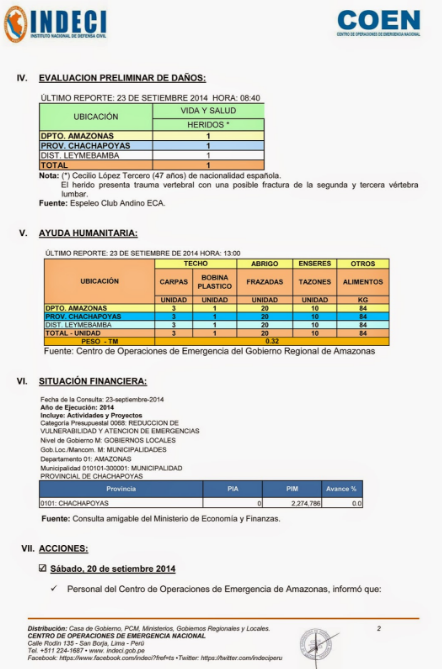 INDECI
INSTITUTO NACIONAL DE DEFENSA CIVIL
COEN
CENTRO DE OPERACIONES DE EMERGENCIA NACIONAL
IV. EVALUACION PRELIMINAR DE DAÑOS:
ÚLTIMO REPORTE: 23 DE SETIEMBRE 2014 HORA: 08:40
UBICACIÓN VIDA Y SALUD
HERIDOS *
DPTO. AMAZONAS 1
PROV. CHACHAPOYAS 1
DIST. LEYMEBAMBA 1
TOTAL 1
Nota: (*) Cecilio López Tercero (47 años) de nacionalidad española.
El herido presenta trauma vertebral con una posible fractura de la segunda y tercera vértebra
lumbar.
Fuente: Espeleo Club Andino ECA.
V. AYUDA HUMANITARIA:
ÚLTIMO REPORTE: 23 DE SETIEMBRE DE 2014 HORA: 13:00
UBICACIÓN TECHO ABRIGO ENSERES OTROS
CARPAS BOBINA PLASTICO FRAZADAS TAZONES ALIMENTOS
UNIDAD UNIDAD UNIDAD UNIDAD KG
DPTO. AMAZONAS 3 1 20 10 84
PROV. CHACHAPOYAS 3 1 20 10 84
DIST. LEYMEBAMBA 3 1 20 10 84
TOTAL - UNIDAD 3 1 20 10 84
PESO - TM 0.32
Fuente: Centro de Operaciones de Emergencia del Gobierno Regional de Amazonas
VI. SITUACIÓN FINANCIERA:
Fecha de la Consulta: 23-septiembre-2014
Año de Ejecución: 2014
Incluye: Actividades y Proyectos
Categoría Presupuestal 0068: REDUCCION DE
VULNERABILIDAD Y ATENCION DE EMERGENCIAS
Nivel de Gobierno M: GOBIERNOS LOCALES
Gob.Loc./Mancom. M: MUNICIPALIDADES
Departamento 01: AMAZONAS
Municipalidad 010101-300001: MUNICIPALIDAD
PROVINCIAL DE CHACHAPOYAS
Provincia PIA PIM Avance %
0101: CHACHAPOYAS 0 2,274,786 0.0
Fuente: Consulta amigable del Ministerio de Economía y Finanzas.
VII. ACCIONES:
☑ Sábado, 20 de setiembre 2014
✓ Personal del Centro de Operaciones de Emergencia de Amazonas, informó que:
Distribución: Casa de Gobierno, PCM, Ministerios, Gobiernos Regionales y Locales. 2
CENTRO DE OPERACIONES DE EMERGENCIA NACIONAL
Calle Rodin 135 - San Borja, Lima - Perú
Tel. +511 224-1687 • www. indeci.gob.pe
Facebook: https://www.facebook.com/indeci?fref=ts •Twitter: https://twitter.com/indeciperu